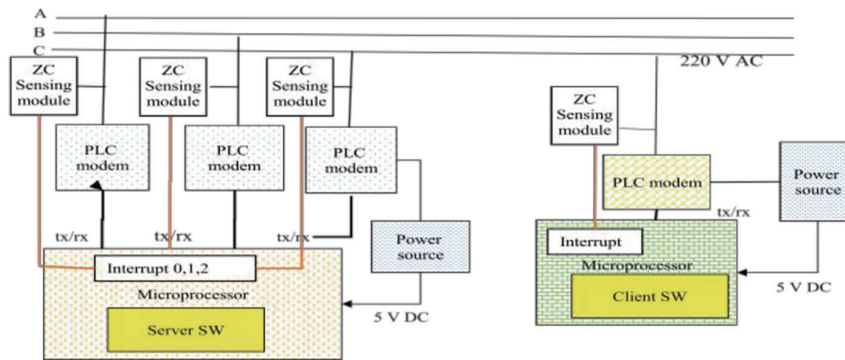 A
B
C
220 V AC
ZC
Sensing
module
ZC
Sensing
module
ZC
Sensing
module
ZC
Sensing
module
PLC
modem
PLC
modem
PLC
modem
PLC modem
Power
source
tx/rx
tx/rx
tx/rx
tx/rx
Power
source
Interrupt
Interrupt 0,1,2
Microprocessor
Microprocessor
Client SW
5 V DC
Server SW
5 V DC